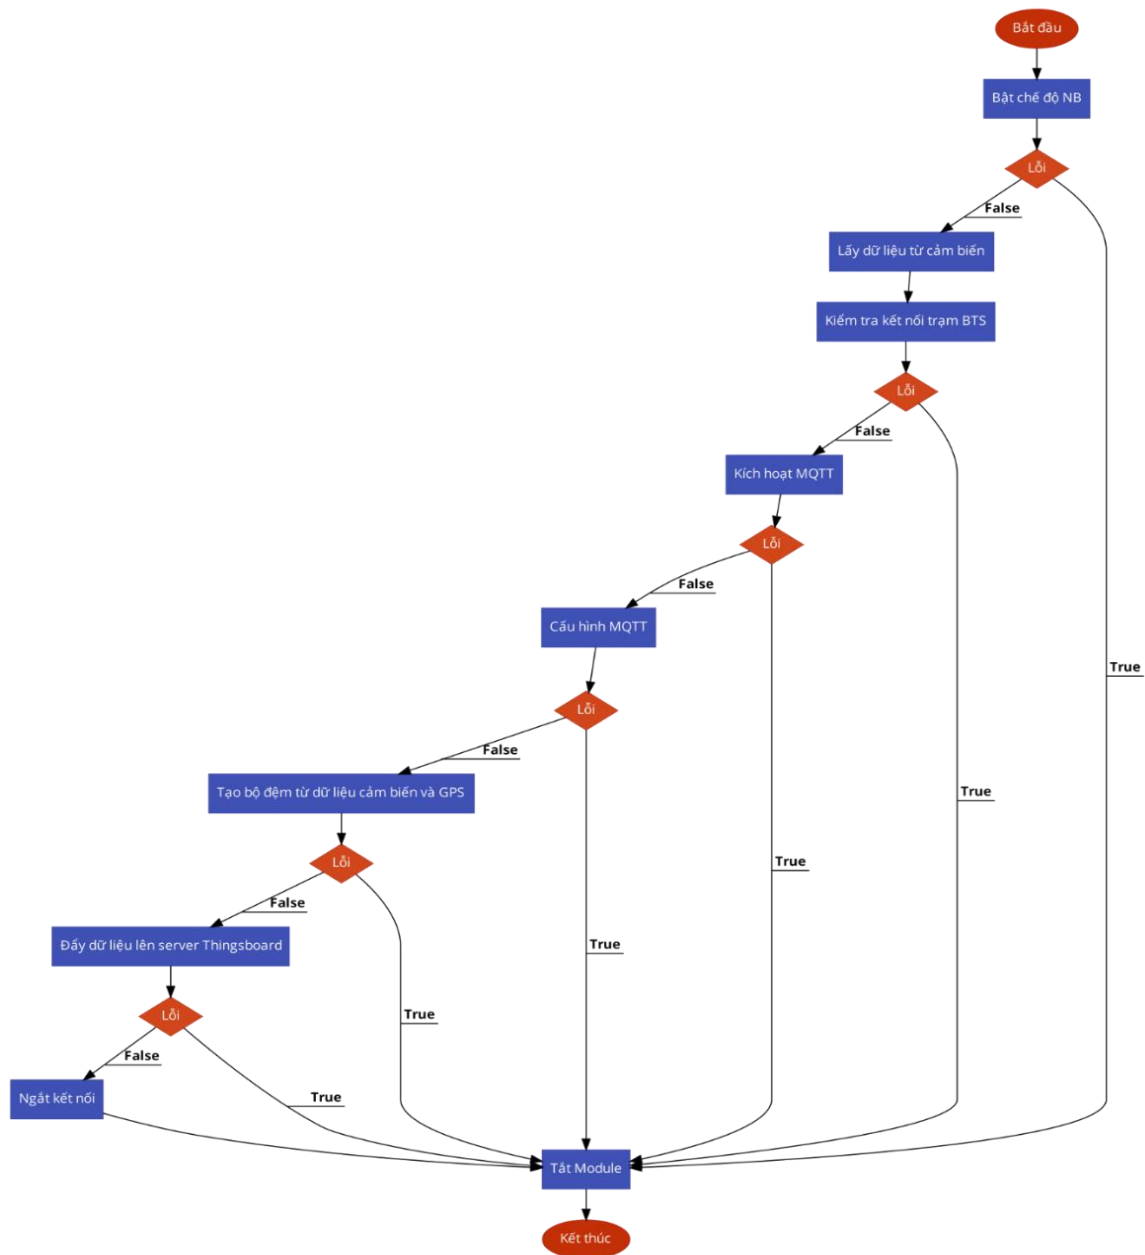 Bắt đầu
Bật chế độ NB
Lỗi
False
Lấy dữ liệu từ cảm biến
Kiểm tra kết nối trạm BTS
Lỗi
False
Kích hoạt MQTT
Lỗi
False
Cấu hình MQTT
True
Lỗi
False
Tạo bộ đệm từ dữ liệu cảm biến và GPS
True
Lỗi
True
False
Đẩy dữ liệu lên server Thingsboard
True
Lỗi
True
False
Ngắt kết nối
True
Tắt Module
Kết thúc